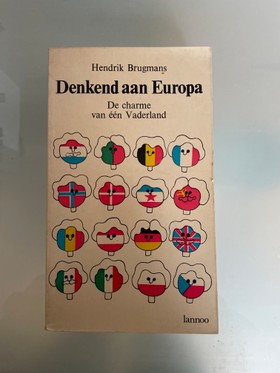 Hendrik Brugmans
Denkend aan Europa
De charme
van één Vaderland
lannoo